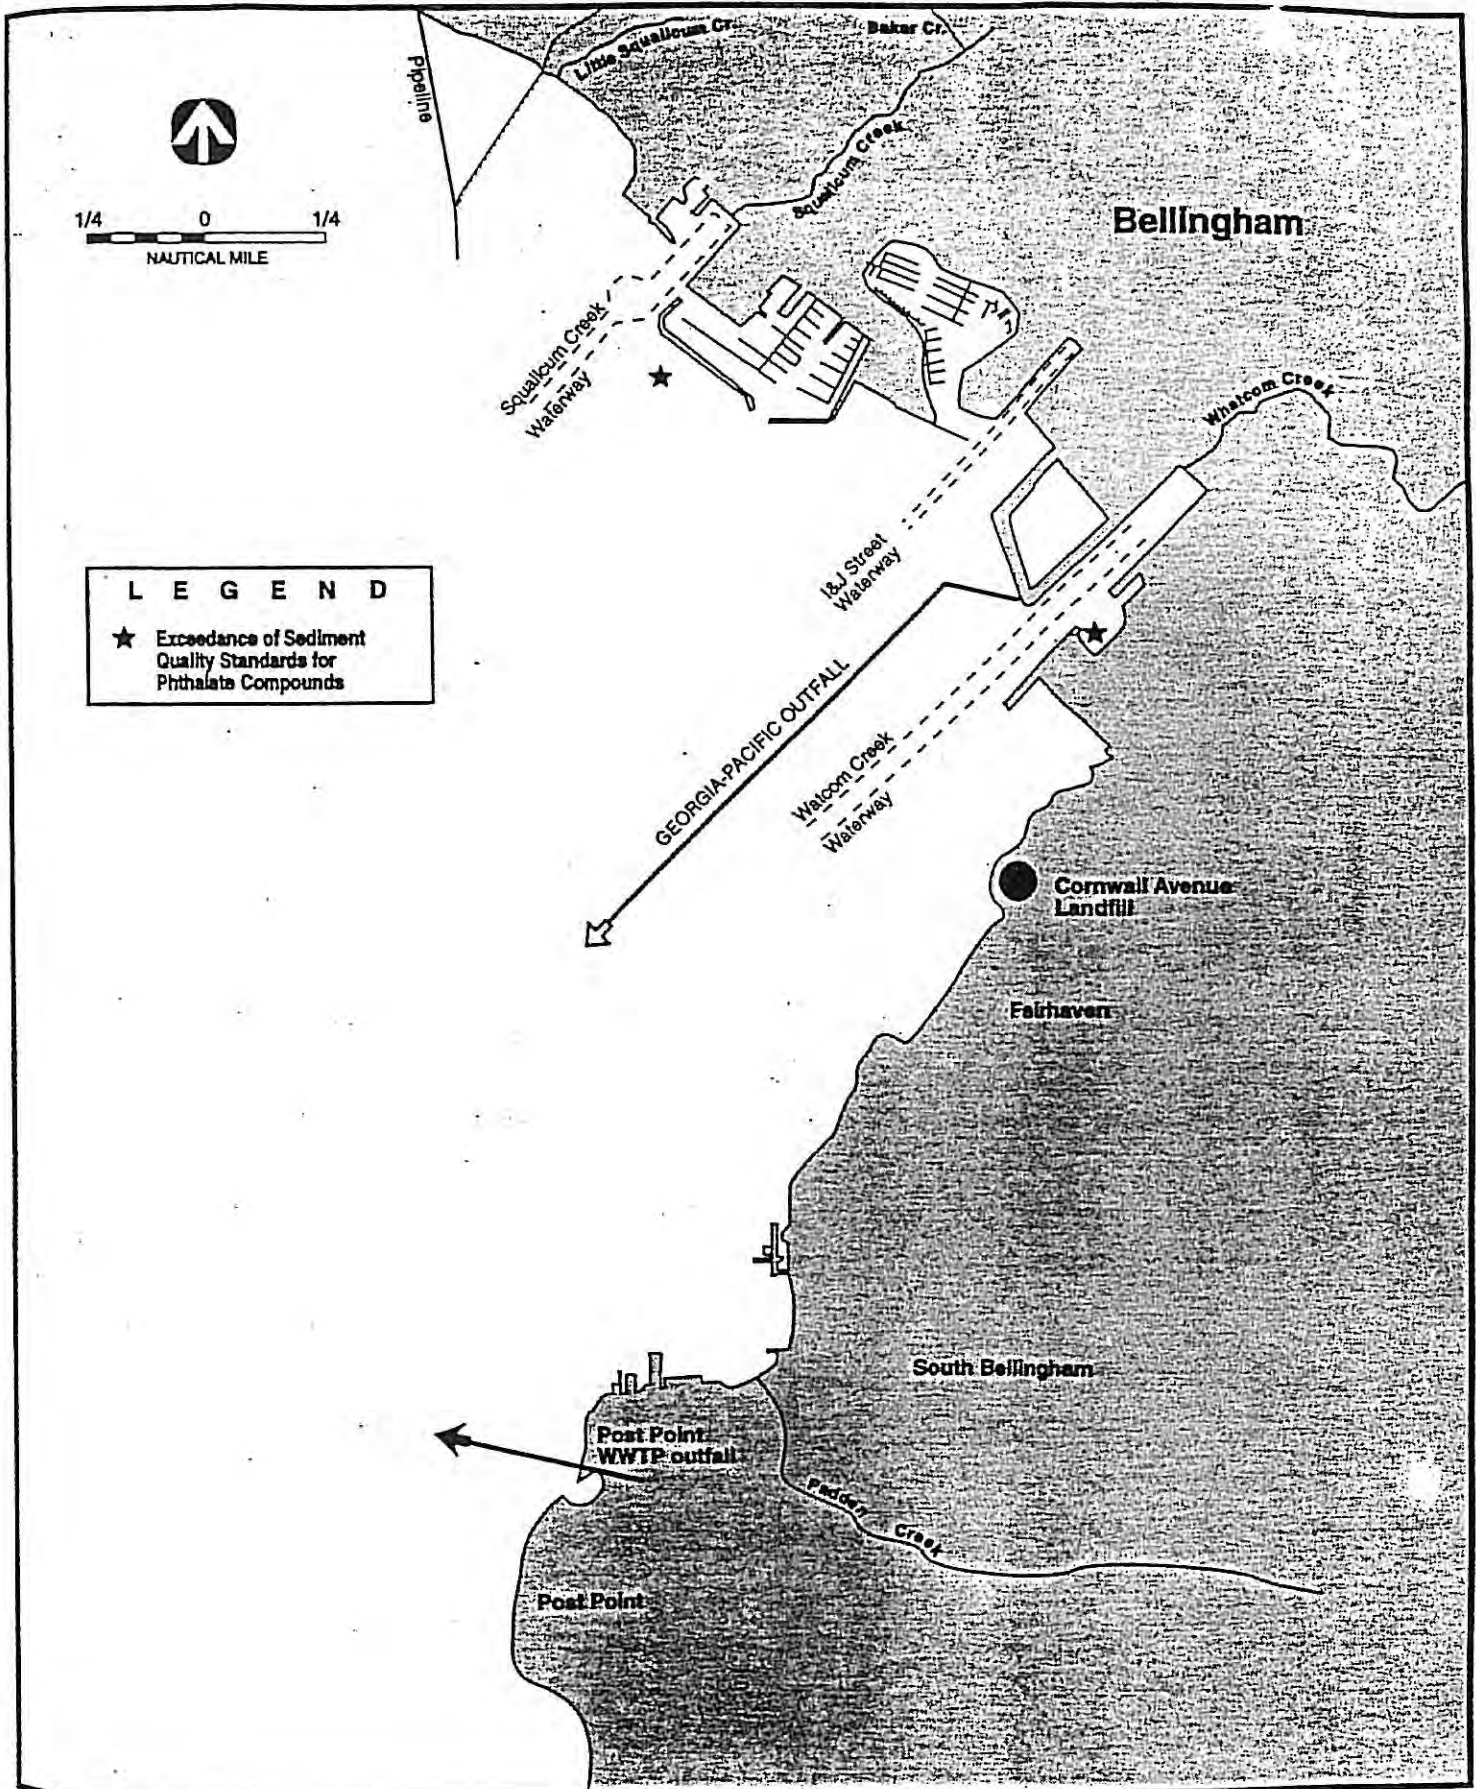 Little Squalicum Cr.
Baker Cr.
Pipeline
Squalicum Creek
Bellingham
1/4 0 1/4
NAUTICAL MILE
Squalicum Creek
Waterway
Whatcom Creek
I&J Street
Waterway
L E G E N D
★ Exceedance of Sediment
Quality Standards for
Phthalate Compounds
GEORGIA-PACIFIC OUTFALL
Watcom Creek
Waterway
Cornwall Avenue
Landfill
Fairhaven
South Bellingham
Post Point
WWTP outfall
Padden Creek
Post Point